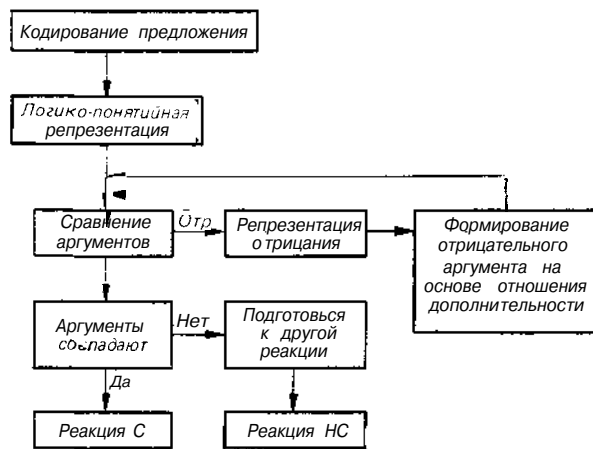 Кодирование предложения
Логико-понятийная
репрезентация
Сравнение
аргументов
Отр
Репрезентация
отрицания
Формирование
отрицательного
аргумента на
основе отношения
дополнительности
Аргументы
совпадают
Нет
Подготовься
к другой
реакции
Да
Реакция С
Реакция НС